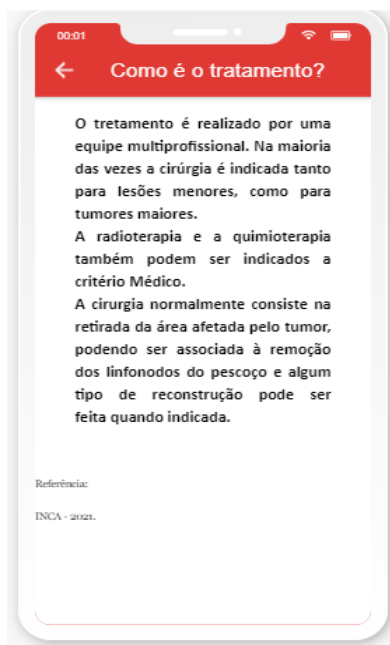 00:01
Como é o tratamento?
O tretamento é realizado por uma
equipe multiprofissional. Na maioria
das vezes a cirúrgia é indicada tanto
para lesões menores, como para
tumores maiores.
A radioterapia e a quimioterapia
também podem ser indicados a
critério Médico.
A cirurgia normalmente consiste na
retirada da área afetada pelo tumor,
podendo ser associada à remoção
dos linfonodos do pescoço e algum
tipo de reconstrução pode ser
feita quando indicada.
Referência:
INCA - 2021.